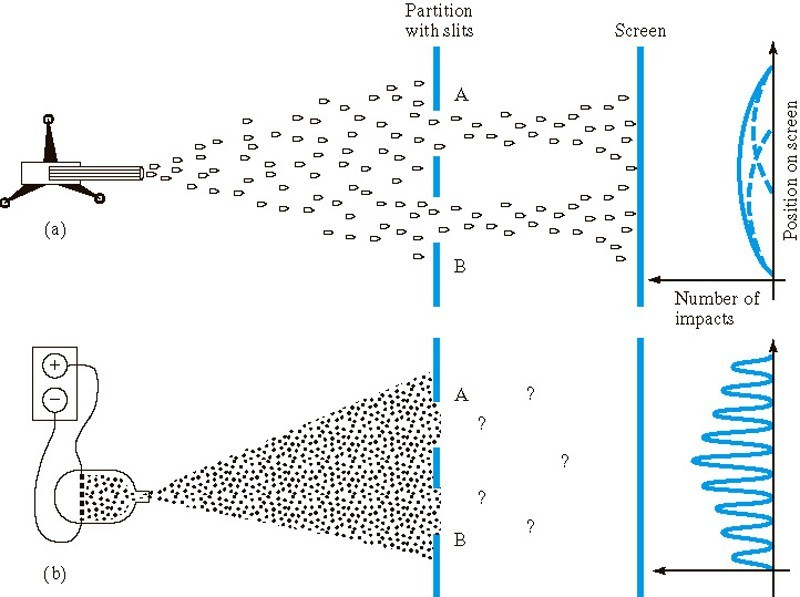 Partition
with slits
Screen
A
Position on screen
(a)
B
Number of
impacts
+
−
A
?
?
?
?
?
B
(b)